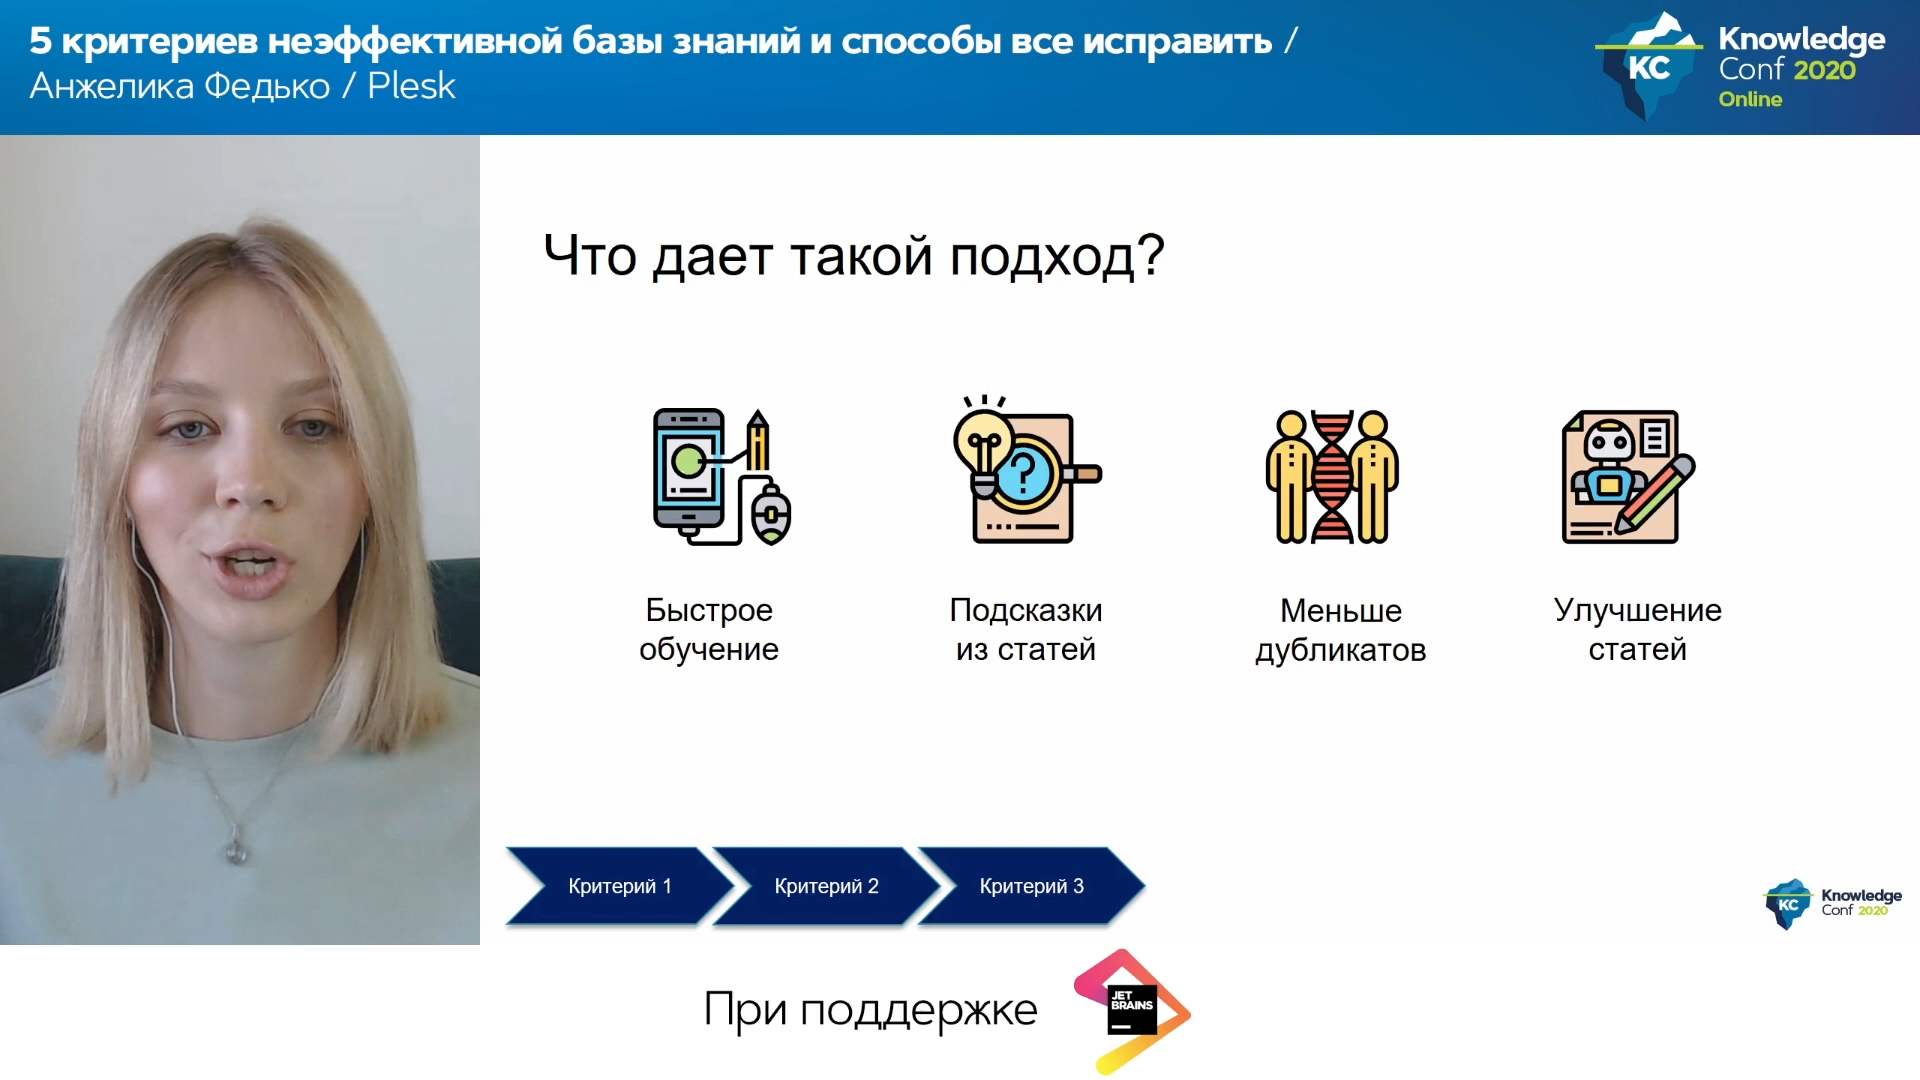 5 критериев неэффективной базы знаний и способы все исправить /
Анжелика Федько / Plesk
KC
Knowledge
Conf 2020
Online
Что дает такой подход?
?
Быстрое
обучение
Подсказки
из статей
Меньше
дубликатов
Улучшение
статей
Критерий 1
Критерий 2
Критерий 3
KC
Knowledge
Conf 2020
При поддержке
JET
BRAINS